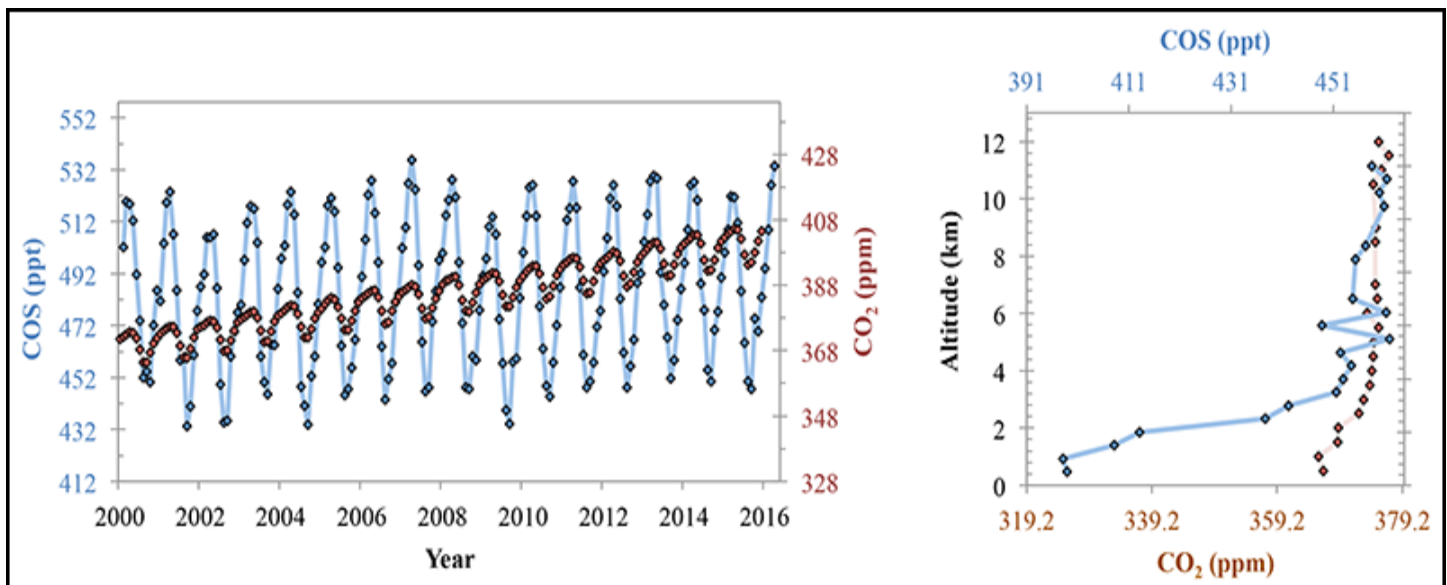 COS (ppt)
552
532
512
492
472
452
432
412
2000 2002 2004 2006 2008 2010 2012 2014 2016
Year
428
408
388
368
348
328
CO₂ (ppm)
COS (ppt)
391 411 431 451
Altitude (km)
12
10
8
6
4
2
0
319.2 339.2 359.2 379.2
CO₂ (ppm)